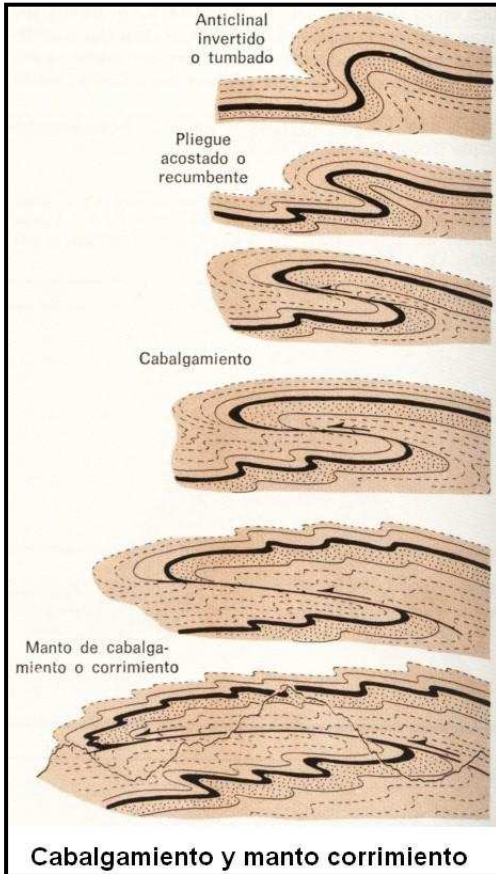 Anticlinal
invertido
o tumbado
Pliegue
acostado o
recumbente
Cabalgamiento
Manto de cabalga-
miento o corrimiento
Cabalgamiento y manto corrimiento